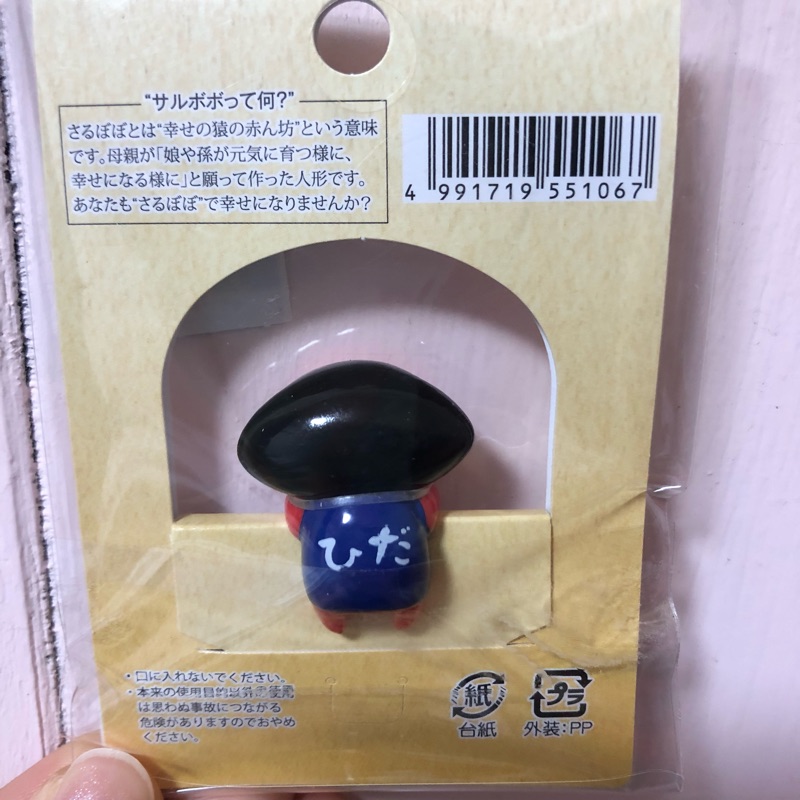 “サルボボって何?”
さるぼぼとは“幸せの猿の赤ん坊”という意味
です。母親が「娘や孫が元気に育つ様に、
幸せになる様に」と願って作った人形です。
あなたも“さるぼぼ”で幸せになりませんか?
4 991719 551067
ひだ
・口に入れないでください。
・本来の使用目的以外の使用
は思わぬ事故につながる
危険がありますのでおやめ
ください。
紙
台紙
プラ
外装:PP